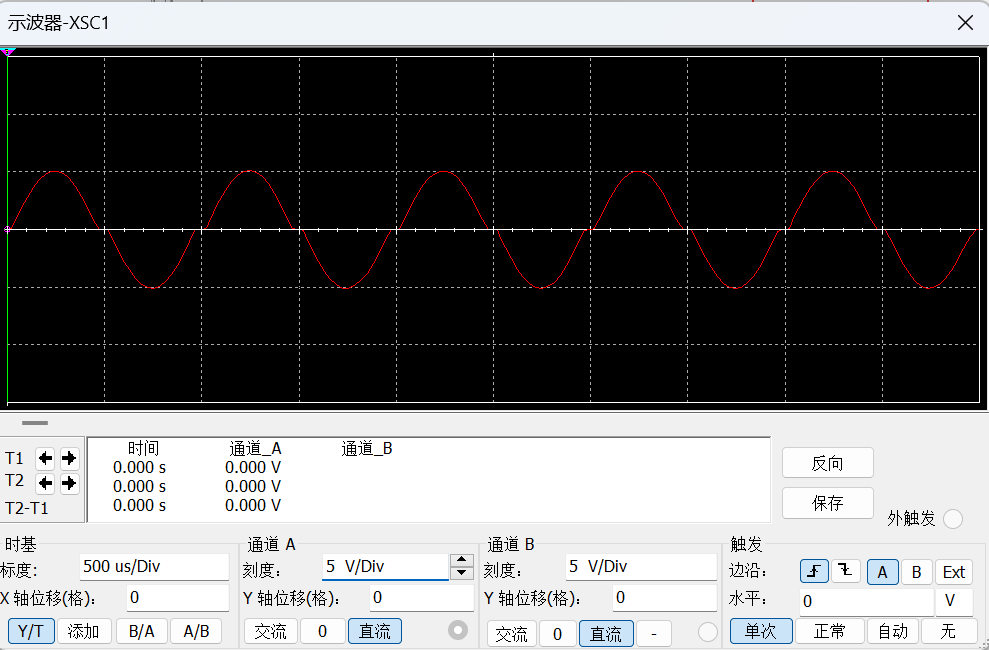 示波器-XSC1
时间 通道_A 通道_B
T1 0.000 s 0.000 V
T2 0.000 s 0.000 V
T2-T1 0.000 s 0.000 V
反向
保存
外触发
时基
标度: 500 us/Div
X 轴位移(格): 0
Y/T 添加 B/A A/B
通道 A
刻度: 5 V/Div
Y 轴位移(格): 0
交流 0 直流
通道 B
刻度: 5 V/Div
Y 轴位移(格): 0
交流 0 直流 -
触发
边沿: A B Ext
水平: 0 V
单次 正常 自动 无